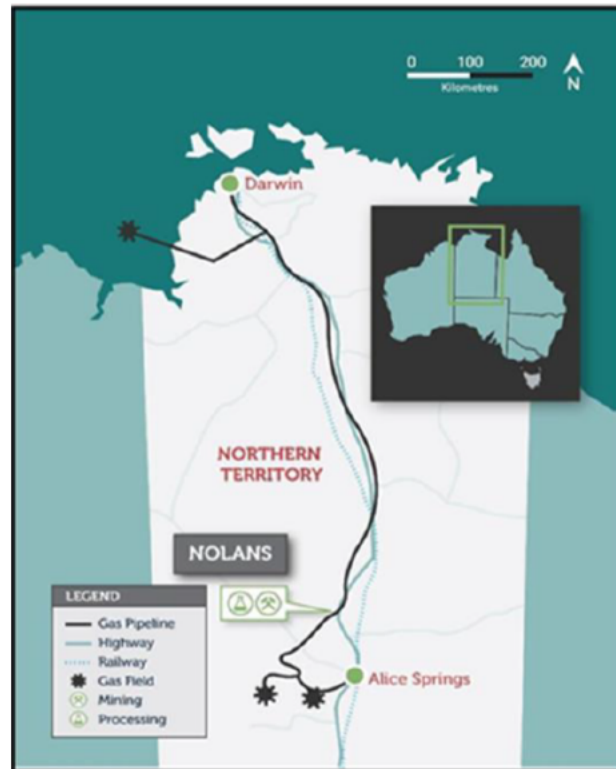 0 100 200
Kilometres
N
Darwin
NORTHERN
TERRITORY
NOLANS
LEGEND
Gas Pipeline
Highway
Railway
Gas Field
Mining
Processing
Alice Springs